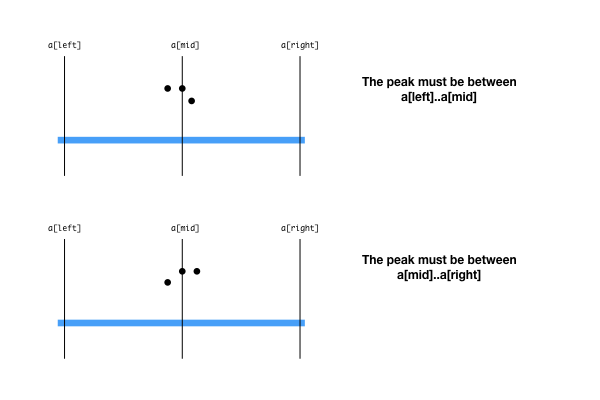 a[left] a[mid] a[right]
The peak must be between
a[left]..a[mid]
a[left] a[mid] a[right]
The peak must be between
a[mid]..a[right]